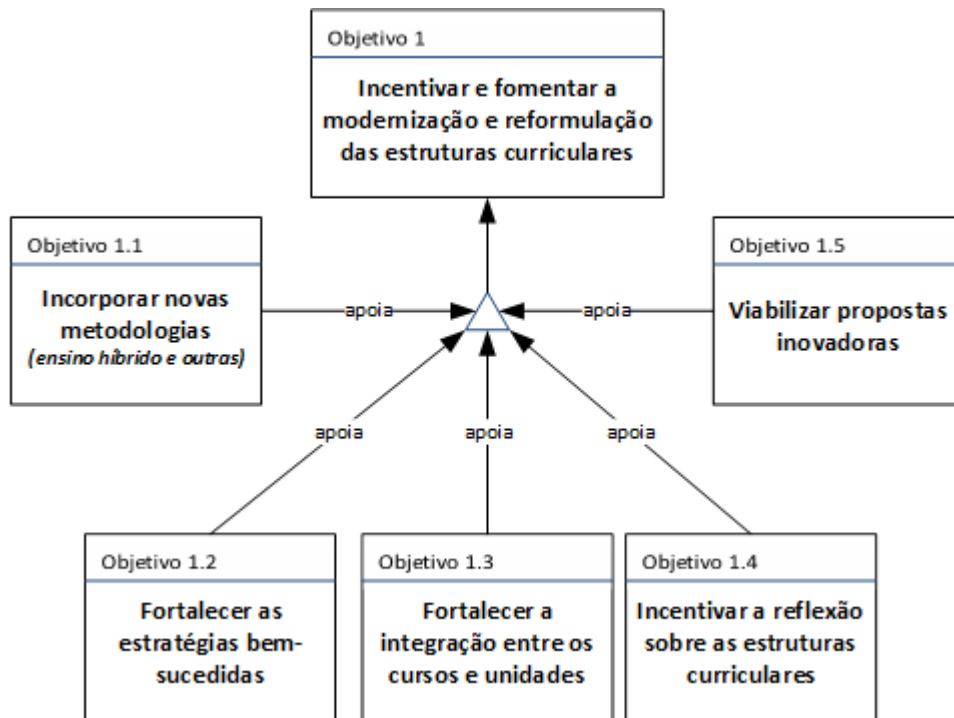 Objetivo 1
Incentivar e fomentar a
modernização e reformulação
das estruturas curriculares
Objetivo 1.1
Incorporar novas
metodologias
(ensino híbrido e outras)
apoia
apoia
Objetivo 1.5
Viabilizar propostas
inovadoras
apoia
apoia
apoia
Objetivo 1.2
Fortalecer as
estratégias bem-
sucedidas
Objetivo 1.3
Fortalecer a
integração entre os
cursos e unidades
Objetivo 1.4
Incentivar a reflexão
sobre as estruturas
curriculares